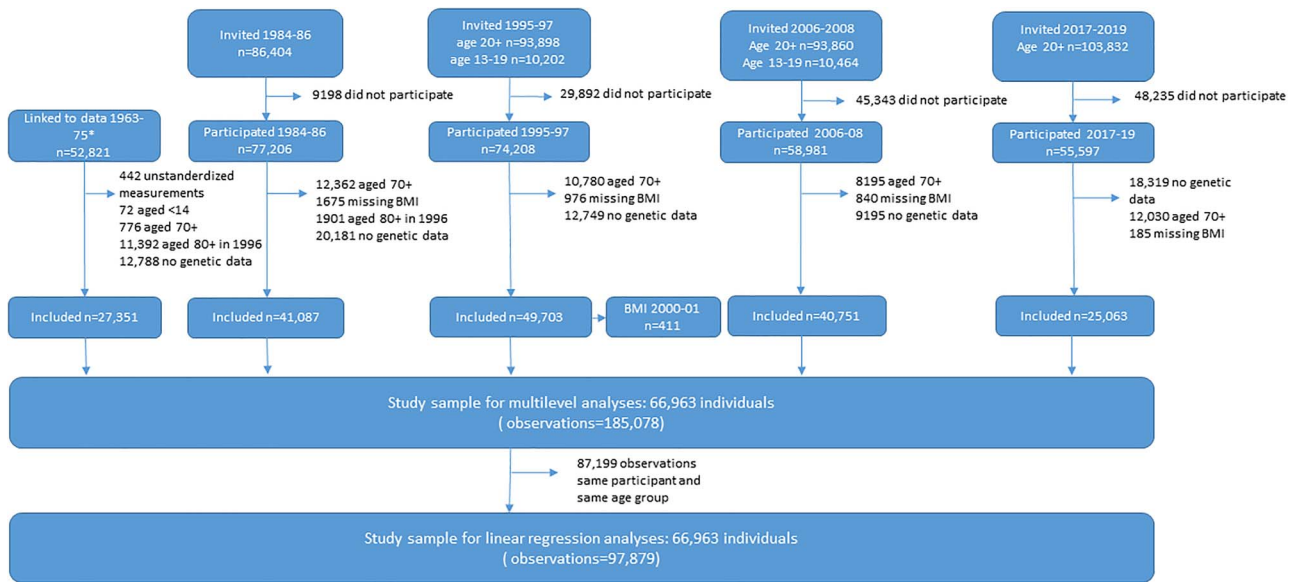 Invited 1984-86
n=86,404
Invited 1995-97
age 20+ n=93,898
age 13-19 n=10,202
Invited 2006-2008
Age 20+ n=93,860
Age 13-19 n=10,464
Invited 2017-2019
Age 20+ n=103,832
9198 did not participate
29,892 did not participate
45,343 did not participate
48,235 did not participate
Linked to data 1963-
75*
n=52,821
Participated 1984-86
n=77,206
Participated 1995-97
n=74,208
Participated 2006-08
n=58,981
Participated 2017-19
n=55,597
442 unstanderdized
measurements
72 aged <14
776 aged 70+
11,392 aged 80+ in 1996
12,788 no genetic data
12,362 aged 70+
1675 missing BMI
1901 aged 80+ in 1996
20,181 no genetic data
10,780 aged 70+
976 missing BMI
12,749 no genetic data
8195 aged 70+
840 missing BMI
9195 no genetic data
18,319 no genetic
data
12,030 aged 70+
185 missing BMI
Included n=27,351
Included n=41,087
Included n=49,703
BMI 2000-01
n=411
Included n=40,751
Included n=25,063
Study sample for multilevel analyses: 66,963 individuals
( observations=185,078)
87,199 observations
same participant and
same age group
Study sample for linear regression analyses: 66,963 individuals
( observations=97,879)